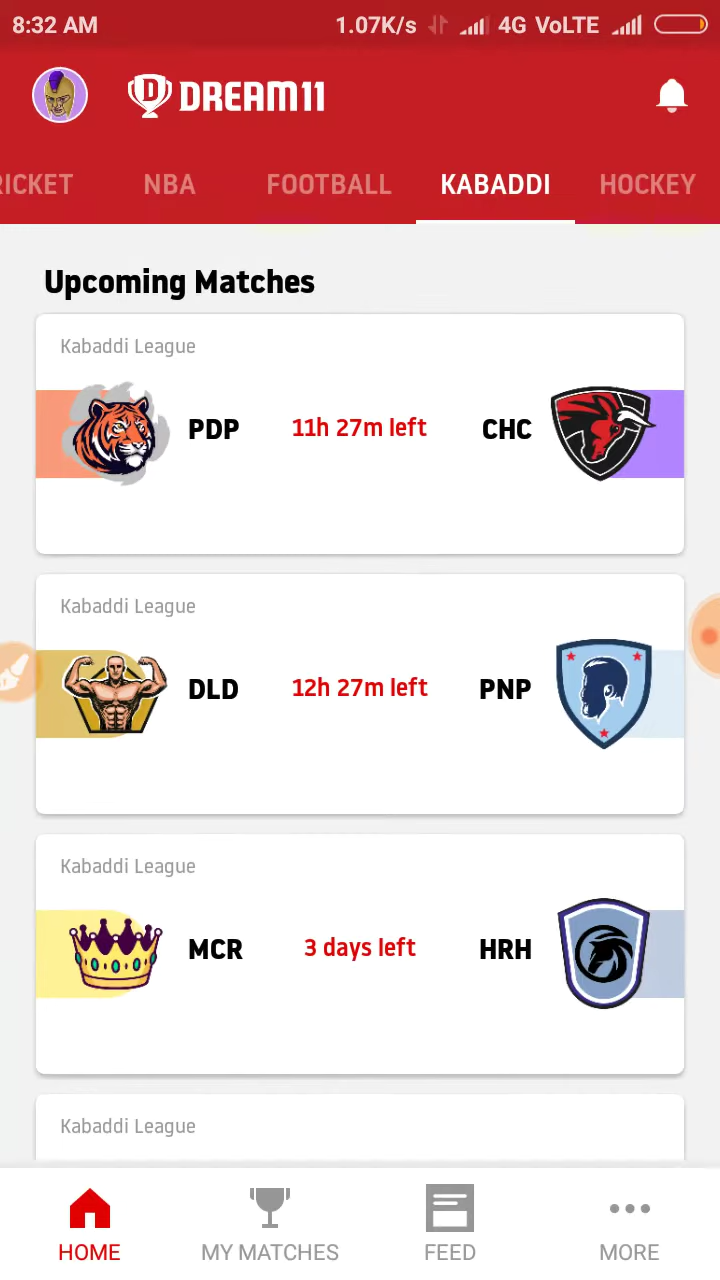 8:32 AM 1.07K/s 4G VoLTE
D DREAM11
RICKET NBA FOOTBALL KABADDI HOCKEY
Upcoming Matches
Kabaddi League
PDP 11h 27m left CHC
Kabaddi League
DLD 12h 27m left PNP
Kabaddi League
MCR 3 days left HRH
Kabaddi League
HOME MY MATCHES FEED MORE